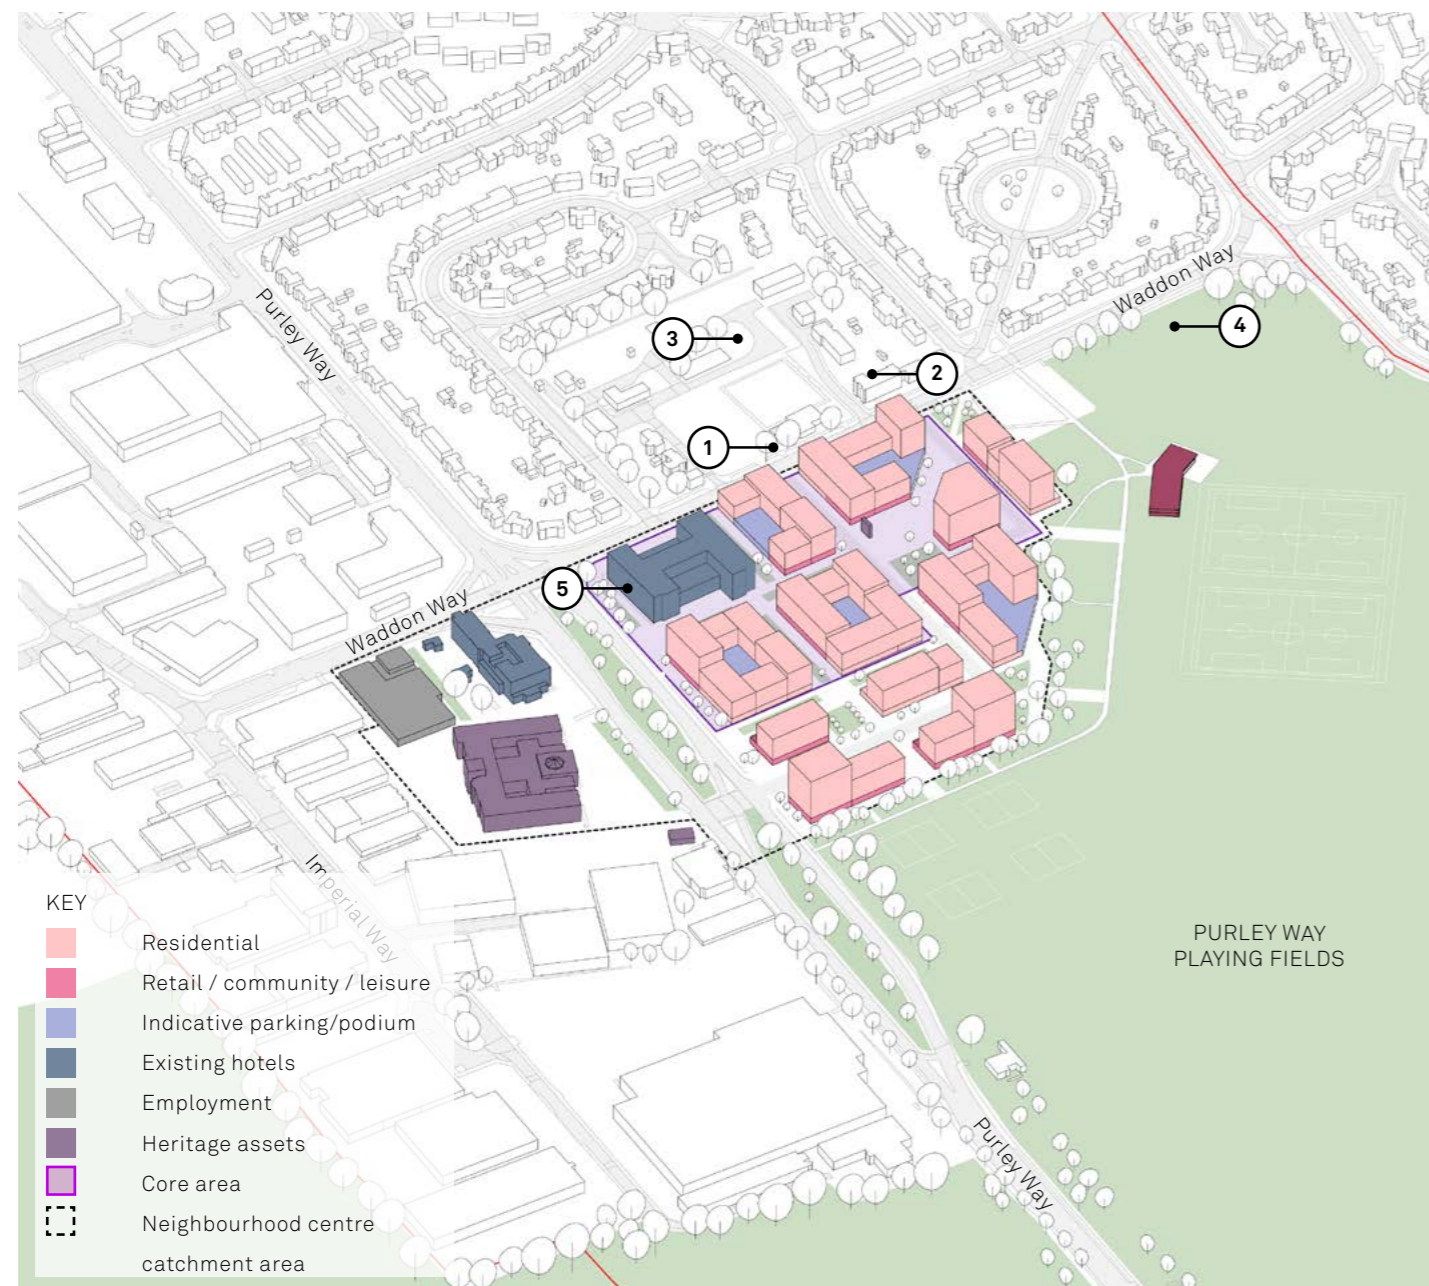 Waddon Way
Purley Way
3
4
2
1
5
Waddon Way
Imperial Way
PURLEY WAY
PLAYING FIELDS
Purley Way
KEY
Residential
Retail / community / leisure
Indicative parking/podium
Existing hotels
Employment
Heritage assets
Core area
Neighbourhood centre
catchment area